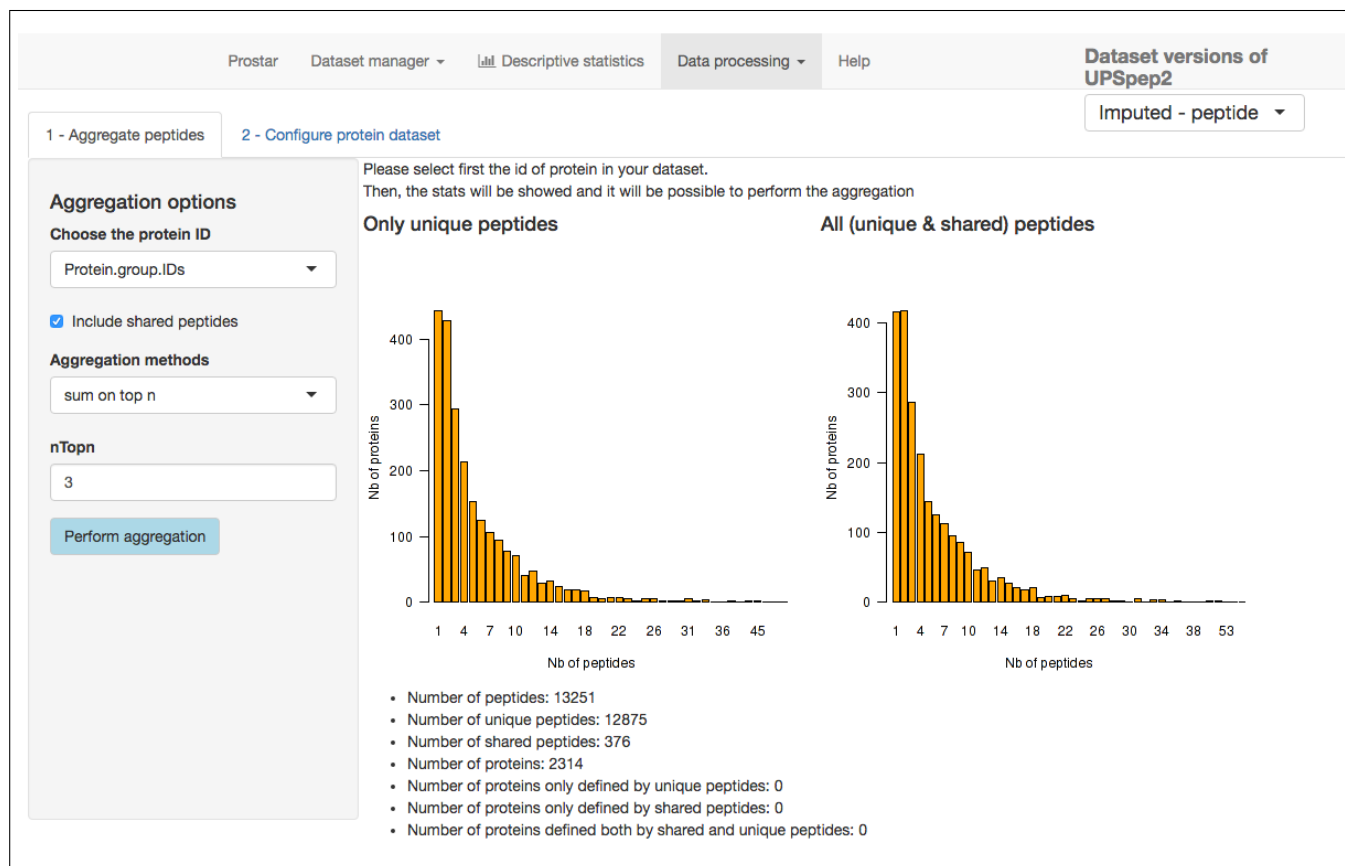 Prostar
Dataset manager
Descriptive statistics
Data processing
Help
Dataset versions of
UPSpep2
Imputed - peptide
1 - Aggregate peptides
2 - Configure protein dataset
Please select first the id of protein in your dataset.
Then, the stats will be showed and it will be possible to perform the aggregation
Aggregation options
Choose the protein ID
Protein.group.IDs
Include shared peptides
Aggregation methods
sum on top n
nTopn
3
Perform aggregation
Only unique peptides
Nb of proteins
400
300
200
100
0
1 4 7 10 14 18 22 26 31 36 45
Nb of peptides
All (unique & shared) peptides
Nb of proteins
400
300
200
100
0
1 4 7 10 14 18 22 26 30 34 38 53
Nb of peptides
• Number of peptides: 13251
• Number of unique peptides: 12875
• Number of shared peptides: 376
• Number of proteins: 2314
• Number of proteins only defined by unique peptides: 0
• Number of proteins only defined by shared peptides: 0
• Number of proteins defined both by shared and unique peptides: 0